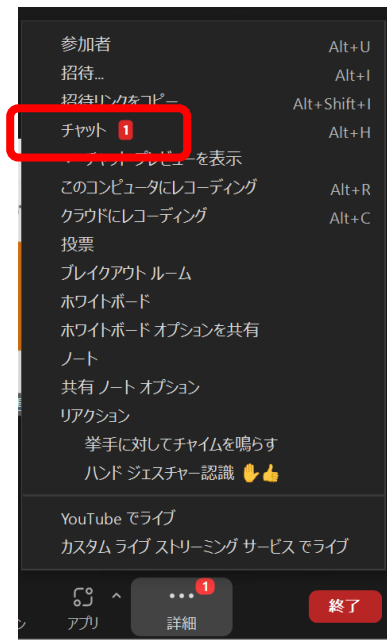 参加者 Alt+U
招待... Alt+I
招待リンクをコピー Alt+Shift+I
チャット 1 Alt+H
チャット プレビューを表示
このコンピュータにレコーディング Alt+R
クラウドにレコーディング Alt+C
投票
ブレイクアウト ルーム
ホワイトボード
ホワイトボード オプションを共有
ノート
共有 ノート オプション
リアクション
挙手に対してチャイムを鳴らす
ハンド ジェスチャー認識 ✋👍
YouTube でライブ
カスタム ライブ ストリーミング サービス でライブ
1
ン アプリ 詳細 終了